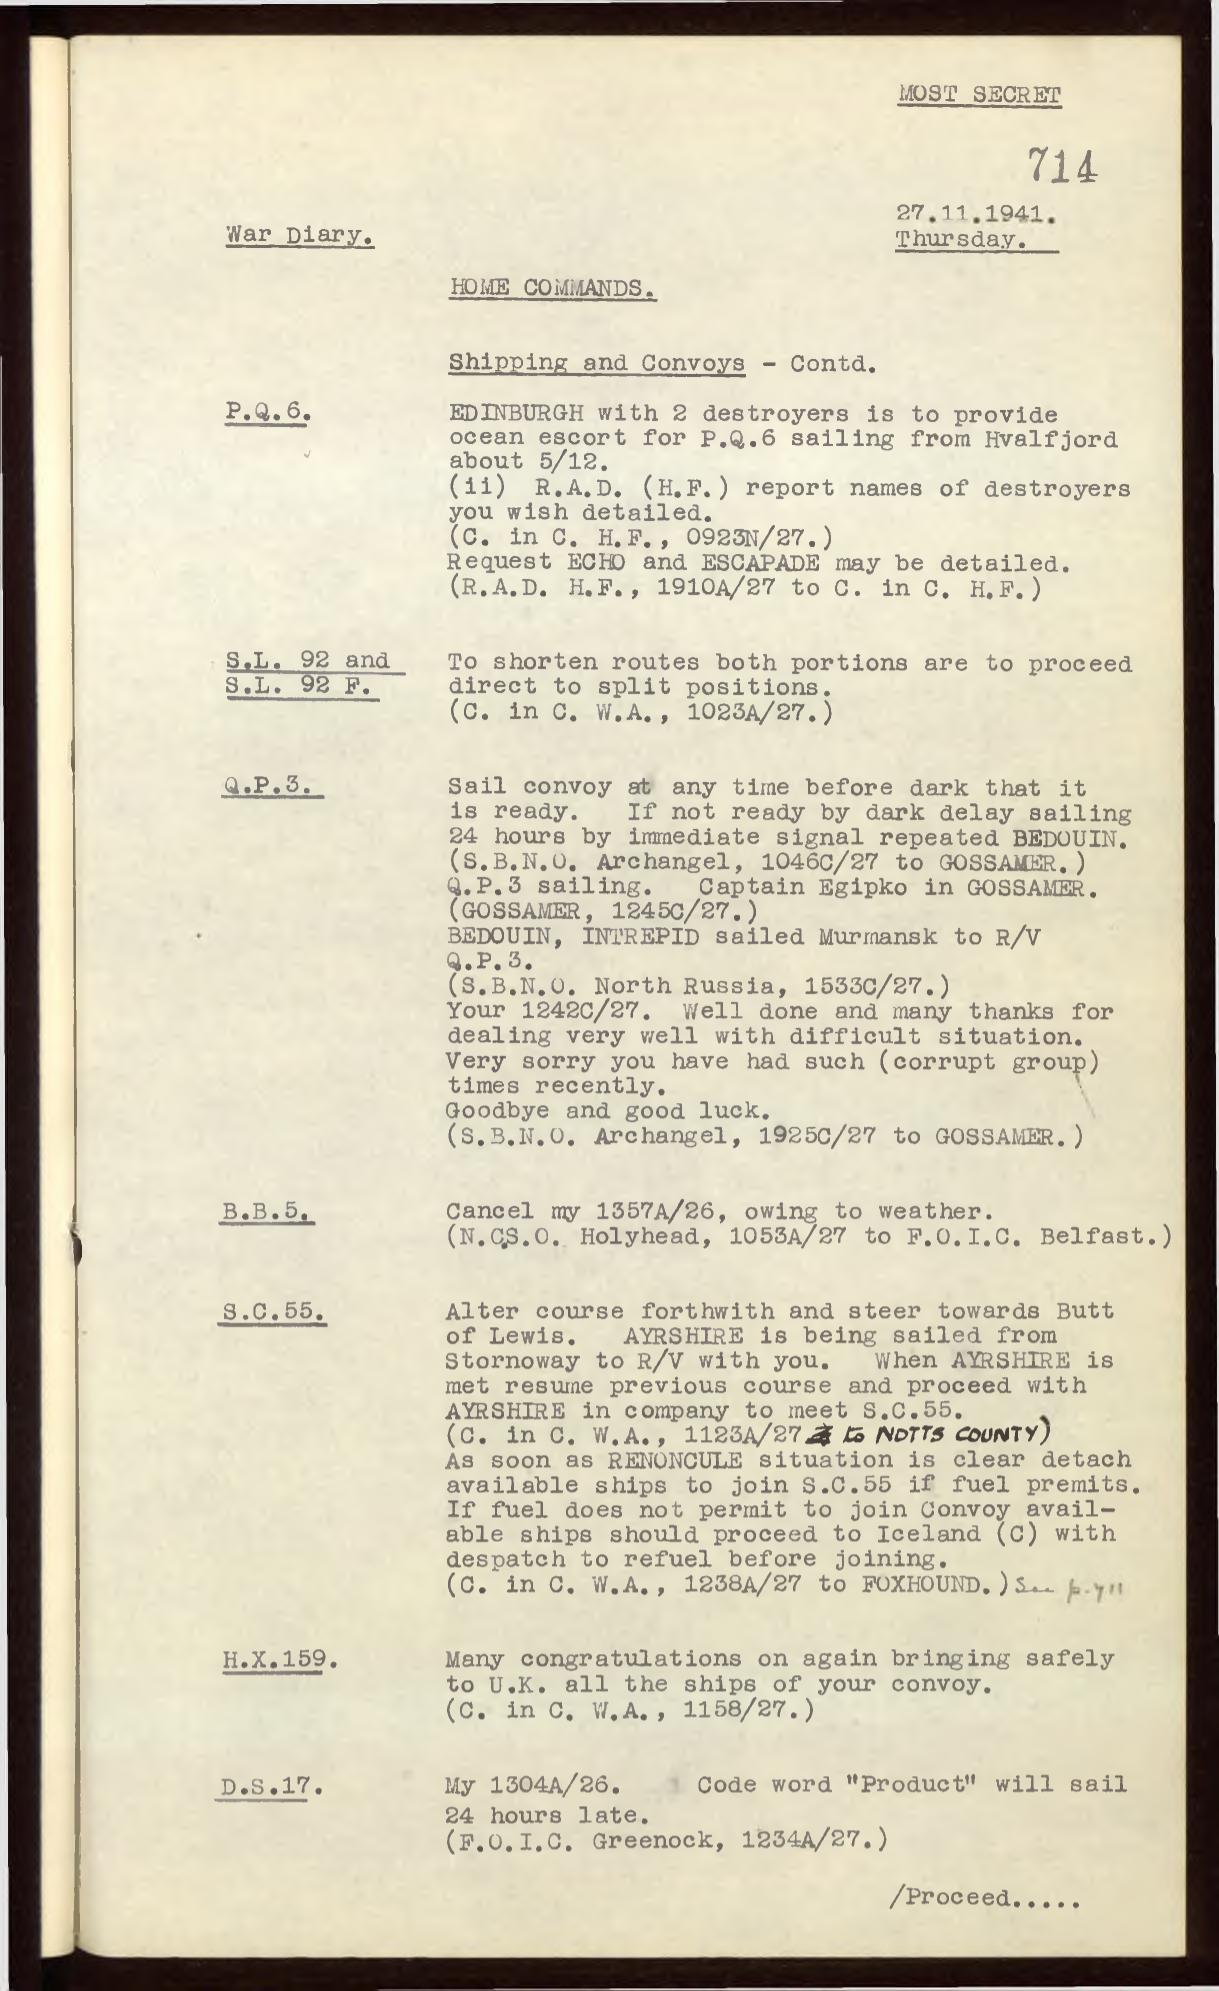 MOST SECRET
714
27.11.1941.
War Diary.
Thursday.
HOME COMMANDS.
Shipping and Convoys - Contd.
P.Q.6.
EDINBURGH with 2 destroyers is to provide
ocean escort for P.Q.6 sailing from Hvalfjord
about 5/12.
(ii) R.A.D. (H.F.) report names of destroyers
you wish detailed.
(C. in C. H.F., 0923N/27.)
Request ECHO and ESCAPADE may be detailed.
(R.A.D. H.F., 1910A/27 to C. in C. H.F.)
S.L. 92 and
S.L. 92 F.
To shorten routes both portions are to proceed
direct to split positions.
(C. in C. W.A., 1023A/27.)
Q.P.3.
Sail convoy at any time before dark that it
is ready. If not ready by dark delay sailing
24 hours by immediate signal repeated BEDOUIN.
(S.B.N.O. Archangel, 1046C/27 to GOSSAMER.)
Q.P.3 sailing. Captain Egipko in GOSSAMER.
(GOSSAMER, 1245C/27.)
BEDOUIN, INTREPID sailed Murmansk to R/V
Q.P.3.
(S.B.N.O. North Russia, 1533C/27.)
Your 1242C/27. Well done and many thanks for
dealing very well with difficult situation.
Very sorry you have had such (corrupt group)
times recently.
Goodbye and good luck.
(S.B.N.O. Archangel, 1925C/27 to GOSSAMER.)
B.B.5.
Cancel my 1357A/26, owing to weather.
(N.C.S.O. Holyhead, 1053A/27 to F.O.I.C. Belfast.)
S.C.55.
Alter course forthwith and steer towards Butt
of Lewis. AYRSHIRE is being sailed from
Stornoway to R/V with you. When AYRSHIRE is
met resume previous course and proceed with
AYRSHIRE in company to meet S.C.55.
(C. in C. W.A., 1123A/27 to NOTTS COUNTY)
As soon as RENONCULE situation is clear detach
available ships to join S.C.55 if fuel premits.
If fuel does not permit to join Convoy avail-
able ships should proceed to Iceland (C) with
despatch to refuel before joining.
(C. in C. W.A., 1238A/27 to FOXHOUND.) See p.711
H.X.159.
Many congratulations on again bringing safely
to U.K. all the ships of your convoy.
(C. in C. W.A., 1158/27.)
D.S.17.
My 1304A/26. Code word "Product" will sail
24 hours late.
(F.O.I.C. Greenock, 1234A/27.)
/Proceed.....